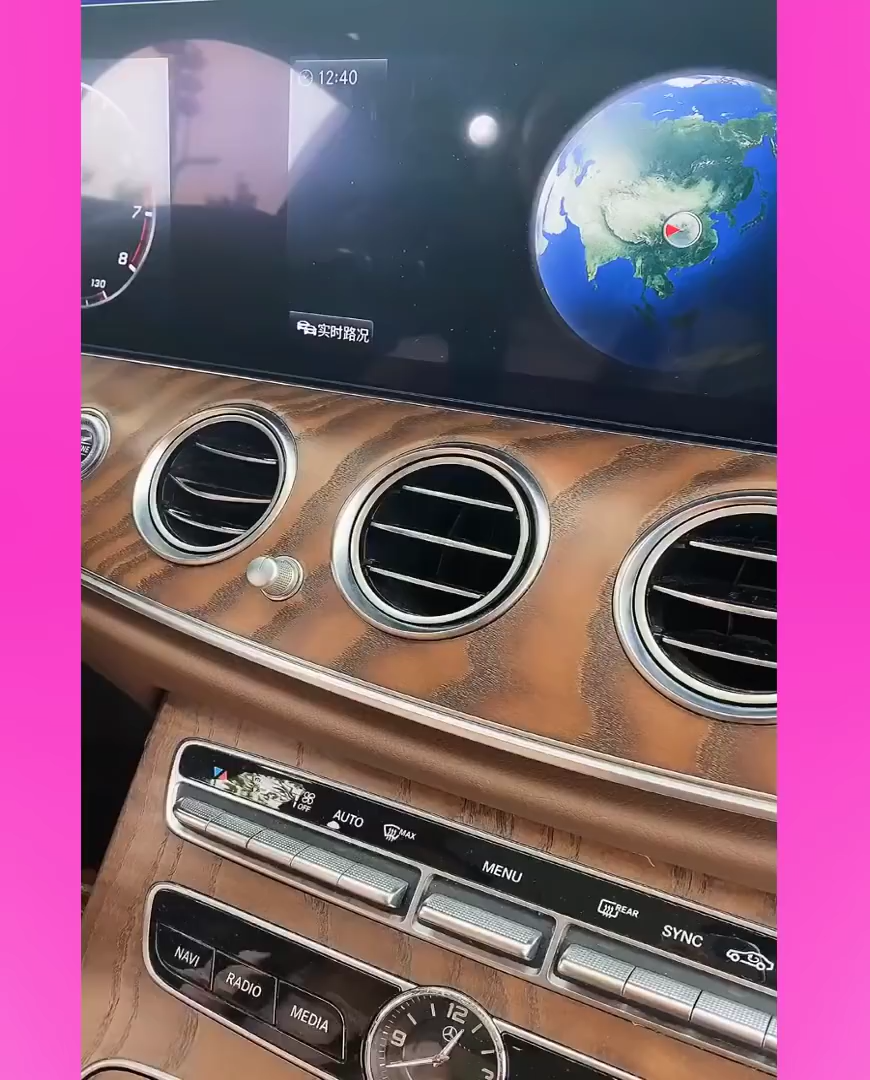 12:40
7
8
130
实时路况
OFF
AUTO
MAX
MENU
REAR
SYNC
NAVI
RADIO
MEDIA
12
9